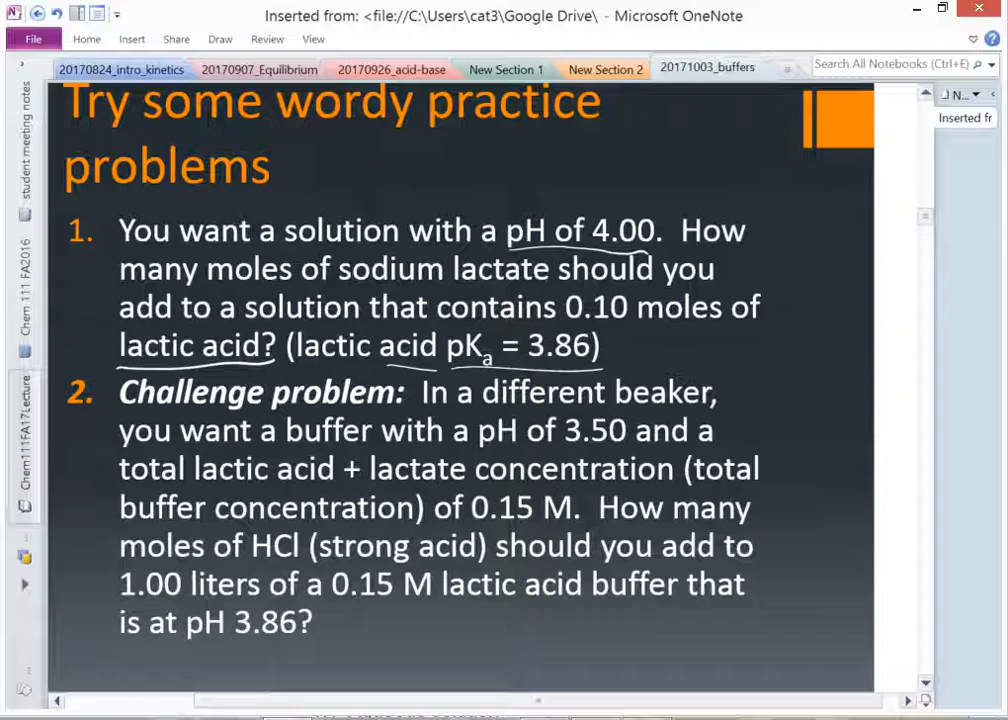 Inserted from: <file://C:\Users\cat3\Google Drive\ - Microsoft OneNote
File Home Insert Share Draw Review View
20170824_intro_kinetics 20170907_Equilibrium 20170926_acid-base New Section 1 New Section 2 20171003_buffers Search All Notebooks (Ctrl+E)
N...
Inserted fr
student meeting notes
Chem 111 FA2016
Chem111FA17Lecture
Try some wordy practice
problems
1. You want a solution with a pH of 4.00. How
many moles of sodium lactate should you
add to a solution that contains 0.10 moles of
lactic acid? (lactic acid pKa = 3.86)
2. Challenge problem: In a different beaker,
you want a buffer with a pH of 3.50 and a
total lactic acid + lactate concentration (total
buffer concentration) of 0.15 M. How many
moles of HCl (strong acid) should you add to
1.00 liters of a 0.15 M lactic acid buffer that
is at pH 3.86?